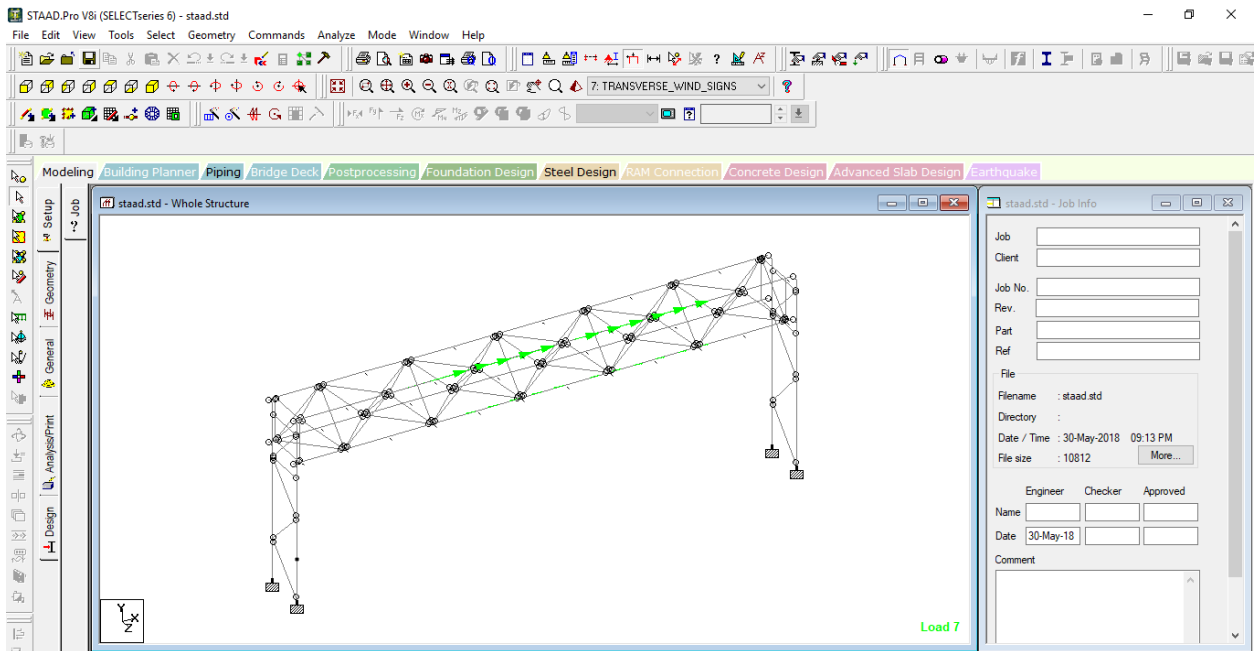 STAAD.Pro V8i (SELECTseries 6) - staad.std
File Edit View Tools Select Geometry Commands Analyze Mode Window Help
7: TRANSVERSE_WIND_SIGNS
Modeling Building Planner Piping Bridge Deck Postprocessing Foundation Design Steel Design RAM Connection Concrete Design Advanced Slab Design Earthquake
Setup
Geometry
General
Analysis/Print
Design
Job
staad.std - Whole Structure
Y
X
Z
Load 7
staad.std - Job Info
Job
Client
Job No.
Rev.
Part
Ref
File
Filename : staad.std
Directory :
Date / Time : 30-May-2018 09:13 PM
File size : 10812 More...
Engineer Checker Approved
Name
Date 30-May-18
Comment